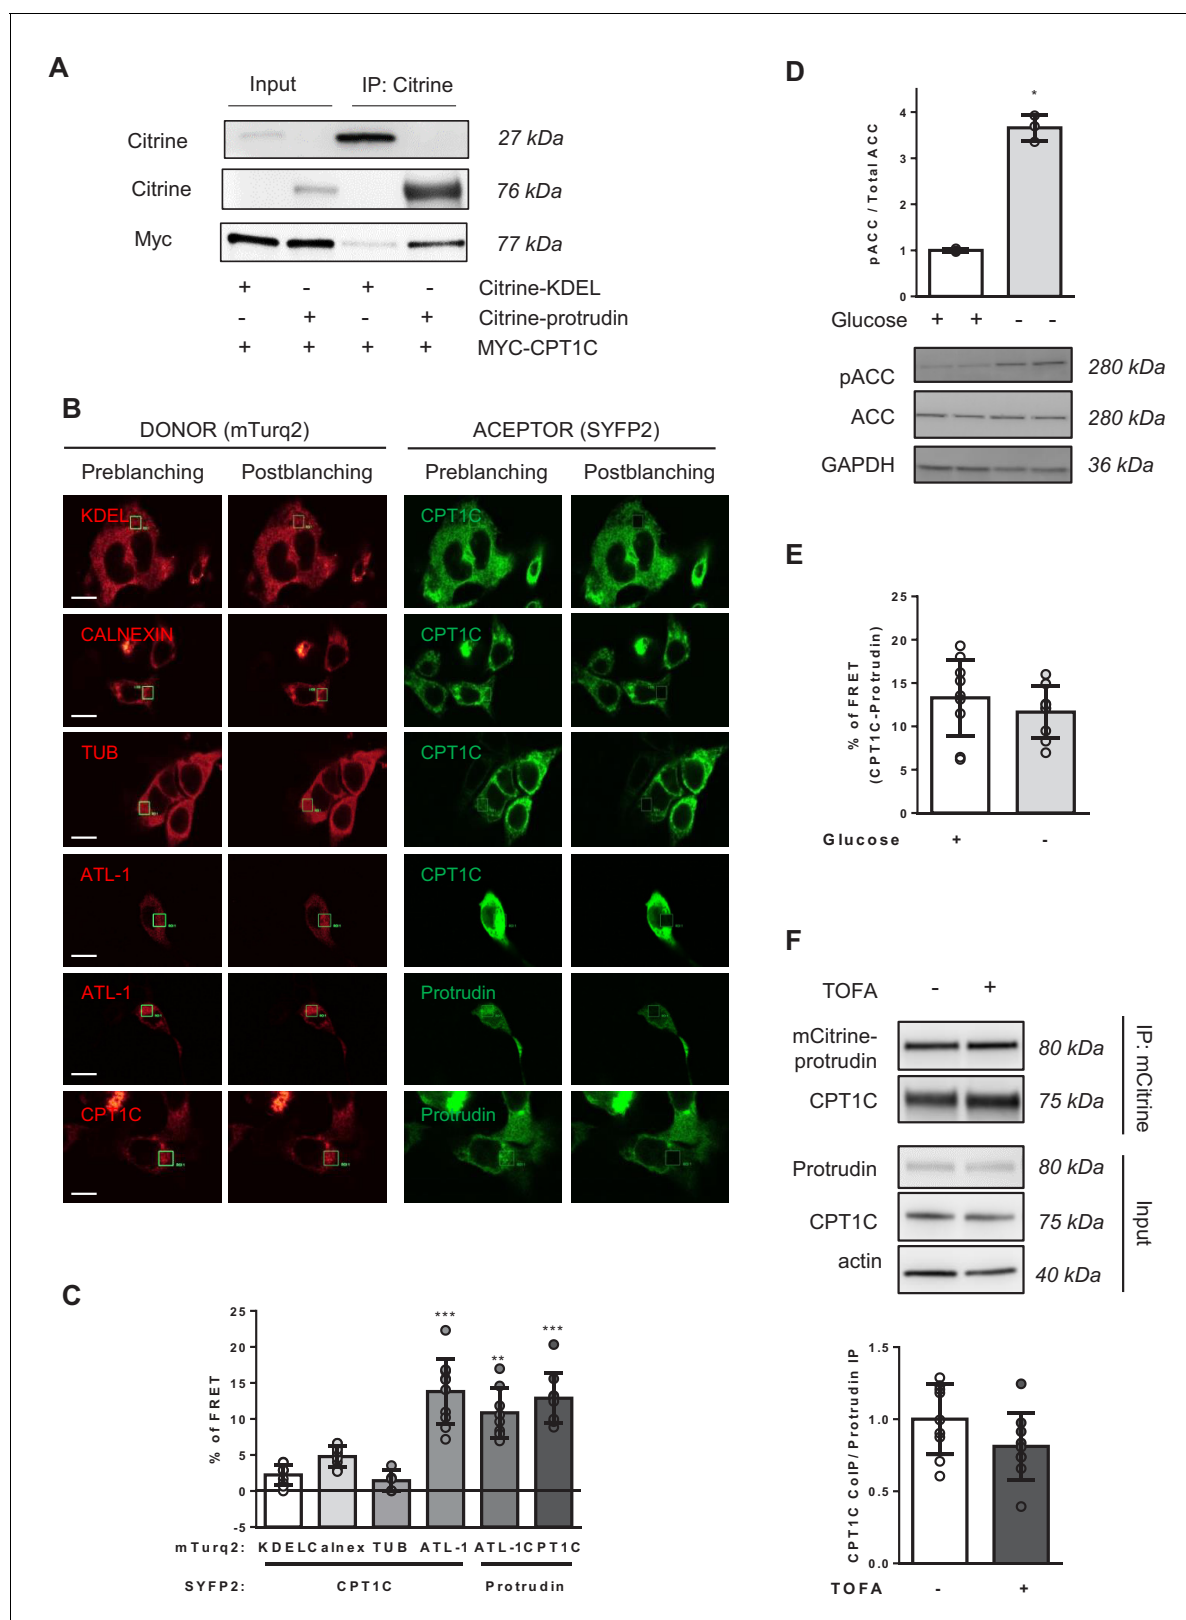 A
Input
IP: Citrine
Citrine
27 kDa
Citrine
76 kDa
Myc
77 kDa
+ - + - Citrine-KDEL
- + - + Citrine-protrudin
+ + + + MYC-CPT1C
B
DONOR (mTurq2)
ACEPTOR (SYFP2)
Preblanching
Postblanching
Preblanching
Postblanching
KDEL
CPT1C
CALNEXIN
CPT1C
TUB
CPT1C
ATL-1
CPT1C
ATL-1
Protrudin
CPT1C
Protrudin
C
% of FRET
25
20
15
10
5
0
-5
***
**
***
mTurq2: KDEL Calnex TUB ATL-1 ATL-1 CPT1C
SYFP2: CPT1C Protrudin
D
pACC / Total ACC
4
3
2
1
0
*
Glucose + + - -
pACC
280 kDa
ACC
280 kDa
GAPDH
36 kDa
E
% of FRET
(CPT1C-Protrudin)
25
20
15
10
5
0
Glucose + -
F
TOFA - +
mCitrine-
protrudin
80 kDa
CPT1C
75 kDa
IP: mCitrine
Protrudin
80 kDa
CPT1C
75 kDa
actin
40 kDa
Input
CPT1C CoIP/Protrudin IP
1.5
1.0
0.5
0.0
TOFA - +